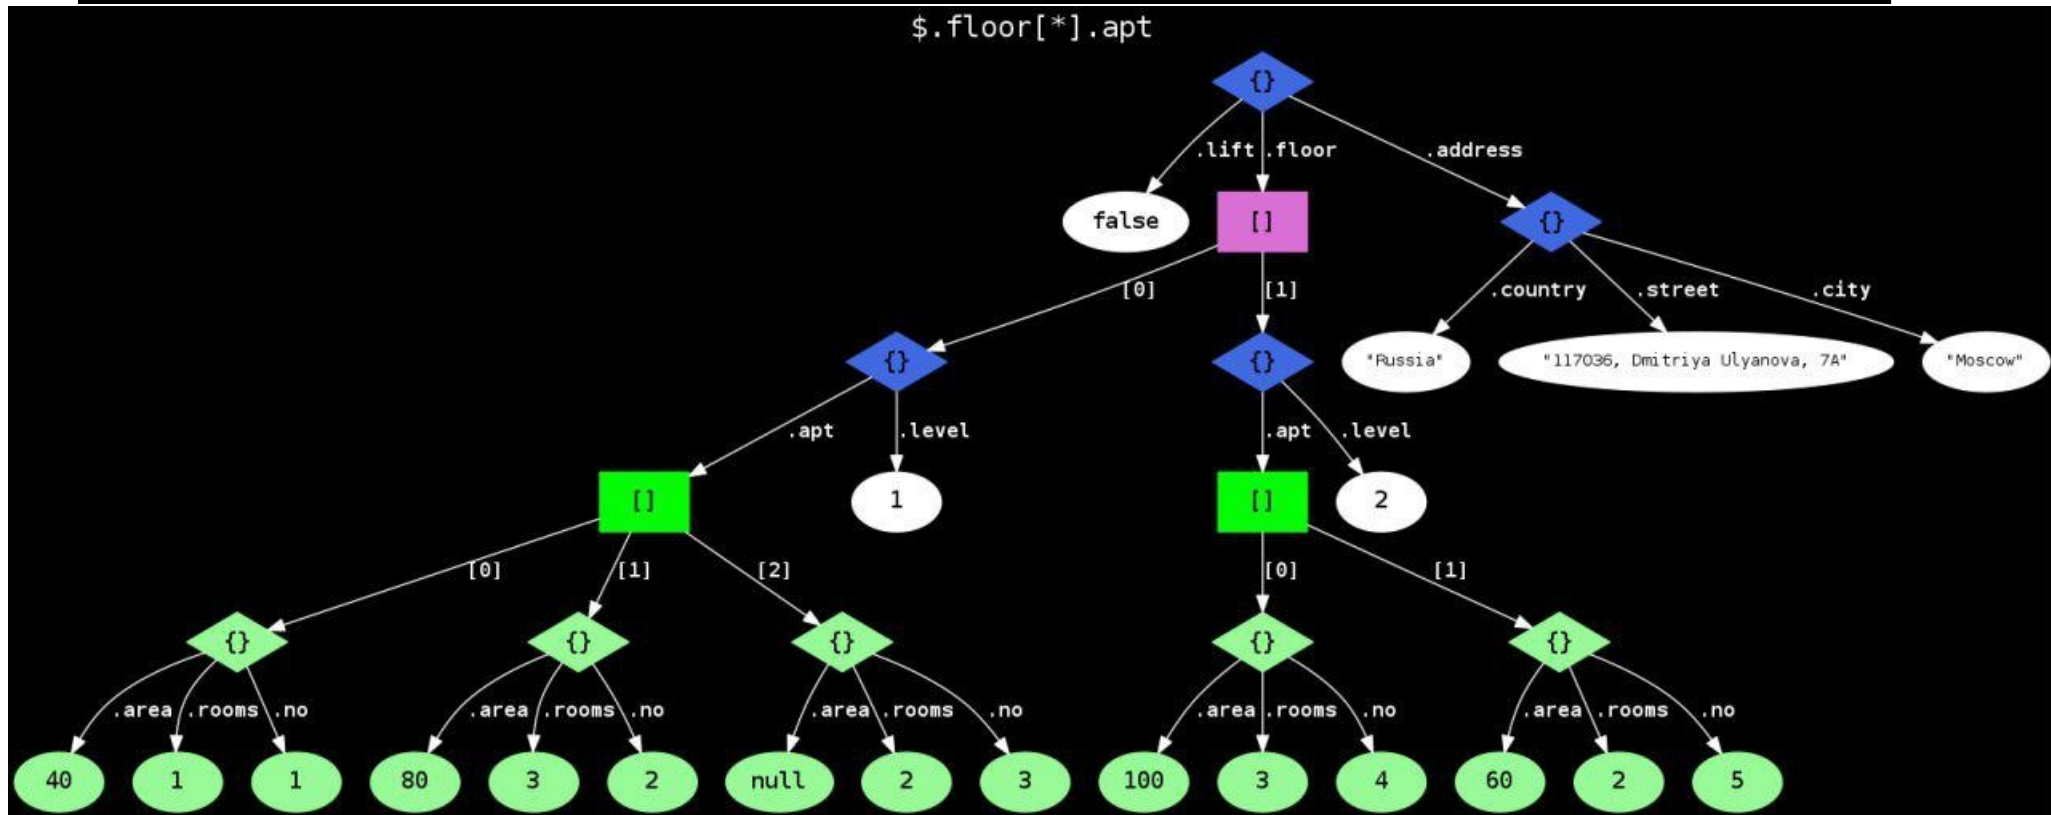 $.floor[*].apt
{}
.lift .floor .address
false [] {}
[0] [1] .country .street .city
{} {} "Russia" "117036, Dmitriya Ulyanova, 7A" "Moscow"
.apt .level .apt .level
[] 1 [] 2
[0] [1] [2] [0] [1]
{} {} {} {} {}
.area .rooms .no .area .rooms .no .area .rooms .no .area .rooms .no .area .rooms .no
40 1 1 80 3 2 null 2 3 100 3 4 60 2 5